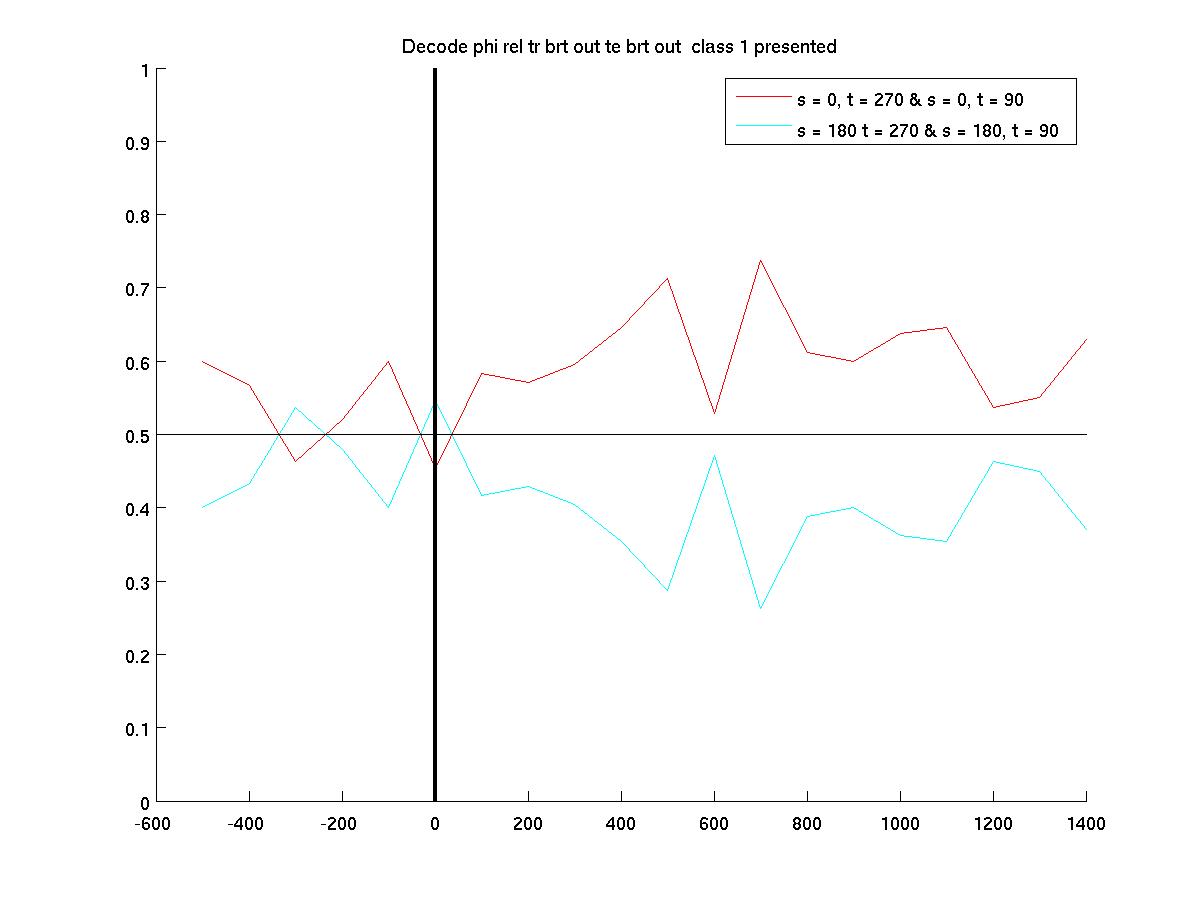 Decode phi rel tr brt out te brt out  class 1 presented
s = 0, t = 270 & s = 0, t = 90
s = 180 t = 270 & s = 180, t = 90
1
0.9
0.8
0.7
0.6
0.5
0.4
0.3
0.2
0.1
0
-600 -400 -200 0 200 400 600 800 1000 1200 1400